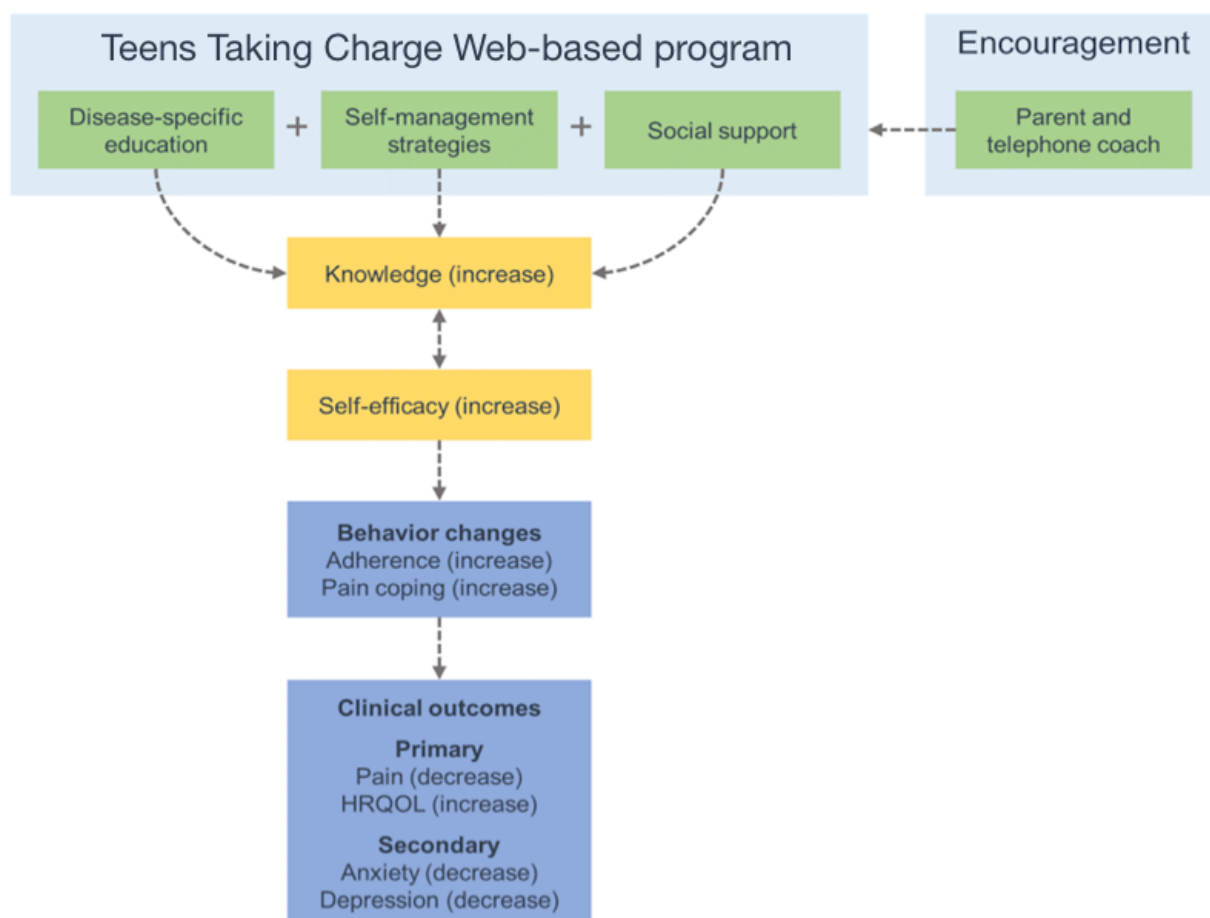 Teens Taking Charge Web-based program
Encouragement
Disease-specific
education
+
Self-management
strategies
+
Social support
Parent and
telephone coach
Knowledge (increase)
Self-efficacy (increase)
Behavior changes
Adherence (increase)
Pain coping (increase)
Clinical outcomes
Primary
Pain (decrease)
HRQOL (increase)
Secondary
Anxiety (decrease)
Depression (decrease)